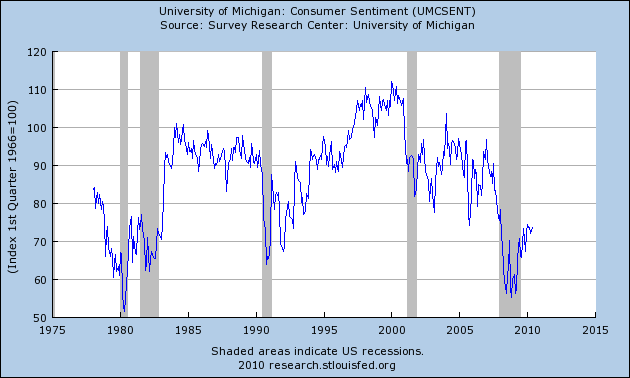 University of Michigan: Consumer Sentiment (UMCSENT)
Source: Survey Research Center: University of Michigan
(Index 1st Quarter 1966=100)
120
110
100
90
80
70
60
50
1975 1980 1985 1990 1995 2000 2005 2010 2015
Shaded areas indicate US recessions.
2010 research.stlouisfed.org